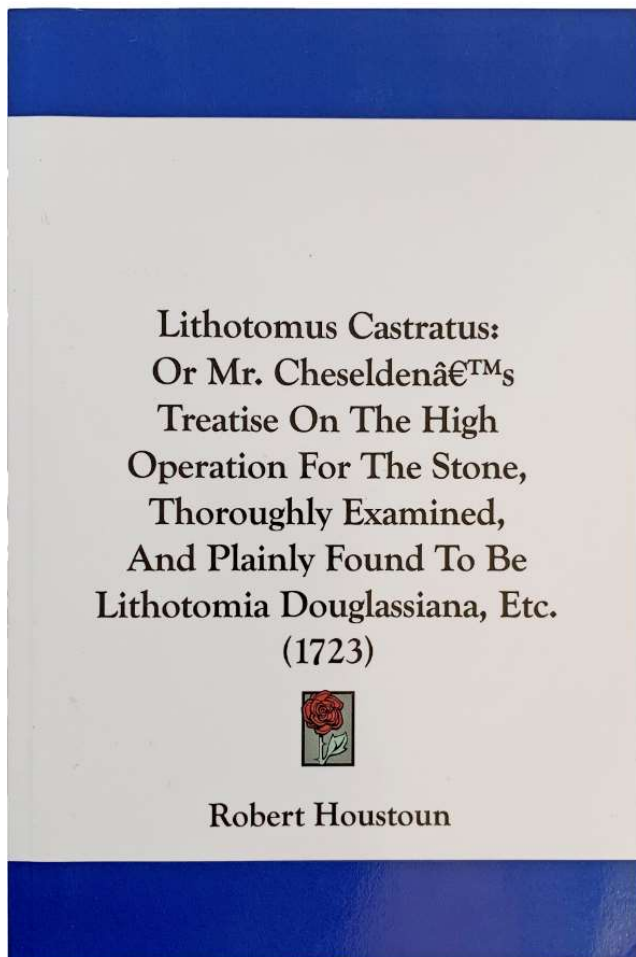 Lithotomus Castratus:
Or Mr. Cheseldenâ€™s
Treatise On The High
Operation For The Stone,
Thoroughly Examined,
And Plainly Found To Be
Lithotomia Douglassiana, Etc.
(1723)
Robert Houstoun